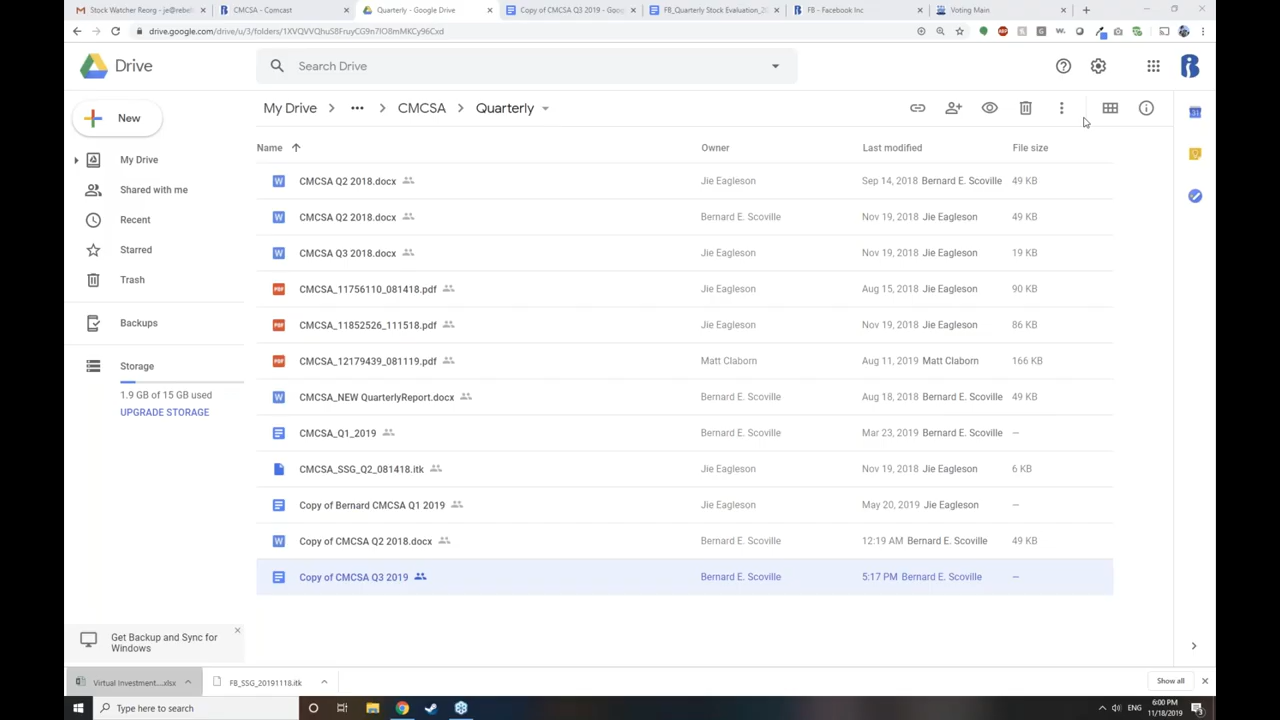 Stock Watcher Reorg - je@rebel
CMCSA - Comcast
Quarterly - Google Drive
Copy of CMCSA Q3 2019 - Goog
FB_Quarterly Stock Evaluation_20
FB - Facebook Inc
Voting Main
drive.google.com/drive/u/3/folders/1XVQVVQhuS8FruyCG9n7IO8mMKCy96Cxd
Drive
Search Drive
My Drive > ... > CMCSA > Quarterly
New
Name Owner Last modified File size
My Drive
Shared with me
Recent
Starred
Trash
Backups
Storage
1.9 GB of 15 GB used
UPGRADE STORAGE
CMCSA Q2 2018.docx Jie Eagleson Sep 14, 2018 Bernard E. Scoville 49 KB
CMCSA Q2 2018.docx Bernard E. Scoville Nov 19, 2018 Jie Eagleson 49 KB
CMCSA Q3 2018.docx Jie Eagleson Nov 19, 2018 Jie Eagleson 19 KB
CMCSA_11756110_081418.pdf Jie Eagleson Aug 15, 2018 Jie Eagleson 90 KB
CMCSA_11852526_111518.pdf Jie Eagleson Nov 19, 2018 Jie Eagleson 86 KB
CMCSA_12179439_081119.pdf Matt Claborn Aug 11, 2019 Matt Claborn 166 KB
CMCSA_NEW QuarterlyReport.docx Bernard E. Scoville Aug 18, 2018 Bernard E. Scoville 49 KB
CMCSA_Q1_2019 Bernard E. Scoville Mar 23, 2019 Bernard E. Scoville –
CMCSA_SSG_Q2_081418.itk Jie Eagleson Nov 19, 2018 Jie Eagleson 6 KB
Copy of Bernard CMCSA Q1 2019 Jie Eagleson May 20, 2019 Jie Eagleson –
Copy of CMCSA Q2 2018.docx Bernard E. Scoville 12:19 AM Bernard E. Scoville 49 KB
Copy of CMCSA Q3 2019 Bernard E. Scoville 5:17 PM Bernard E. Scoville –
Get Backup and Sync for
Windows
Virtual Investment....xlsx
FB_SSG_20191118.itk
Show all
Type here to search
ENG
6:00 PM
11/18/2019